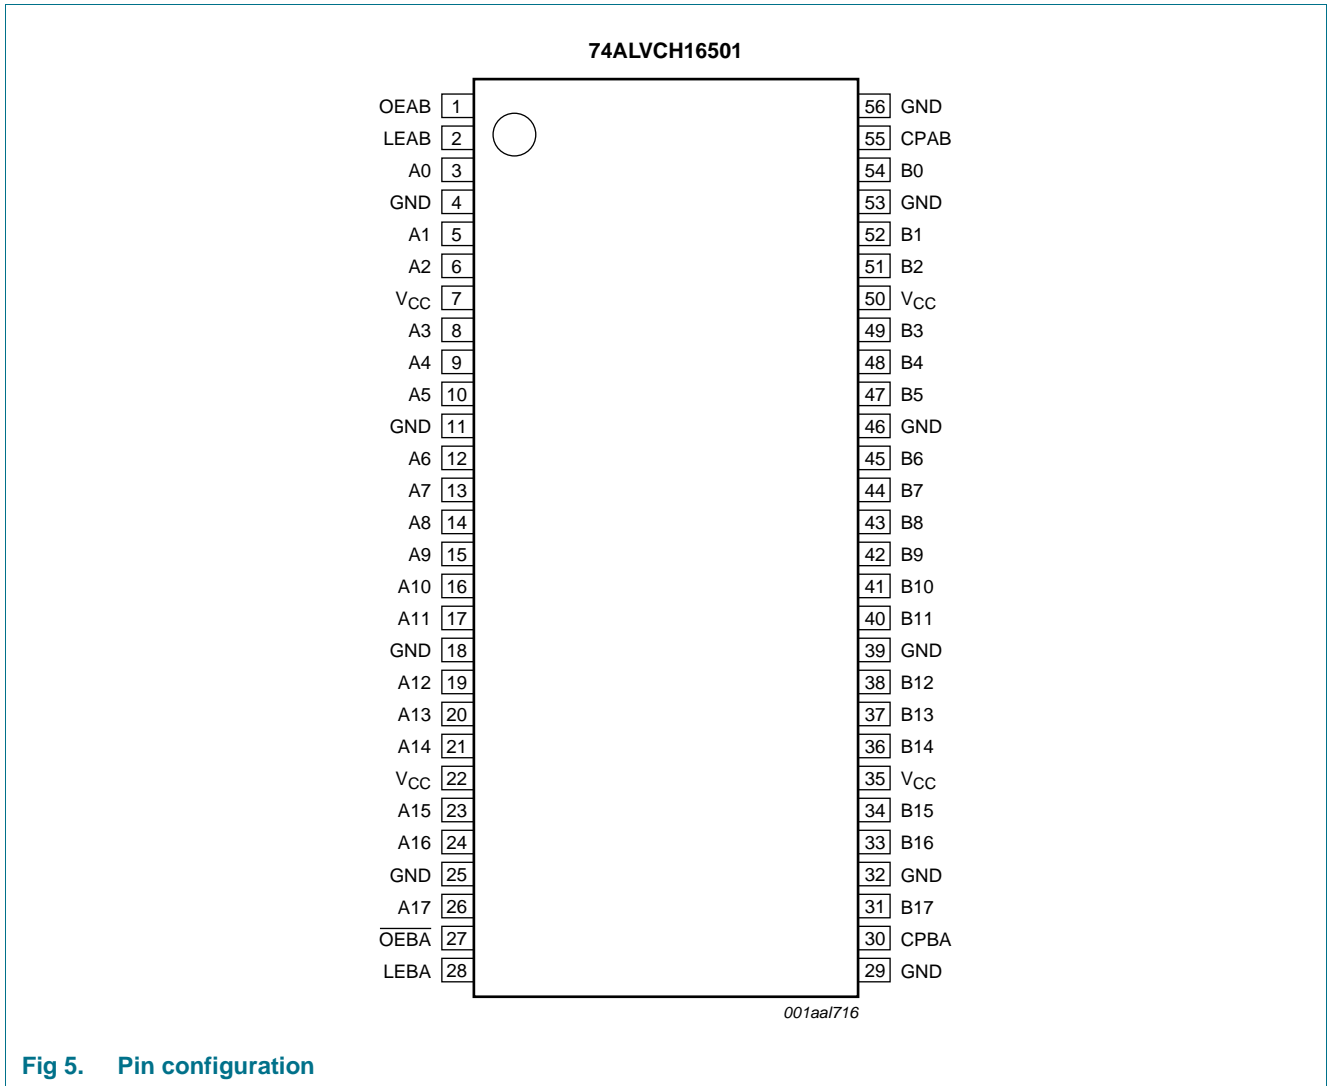 74ALVCH16501
OEAB 1 56 GND
LEAB 2 55 CPAB
A0 3 54 B0
GND 4 53 GND
A1 5 52 B1
A2 6 51 B2
VCC 7 50 VCC
A3 8 49 B3
A4 9 48 B4
A5 10 47 B5
GND 11 46 GND
A6 12 45 B6
A7 13 44 B7
A8 14 43 B8
A9 15 42 B9
A10 16 41 B10
A11 17 40 B11
GND 18 39 GND
A12 19 38 B12
A13 20 37 B13
A14 21 36 B14
VCC 22 35 VCC
A15 23 34 B15
A16 24 33 B16
GND 25 32 GND
A17 26 31 B17
OEBA 27 30 CPBA
LEBA 28 29 GND
001aal716
Fig 5. Pin configuration